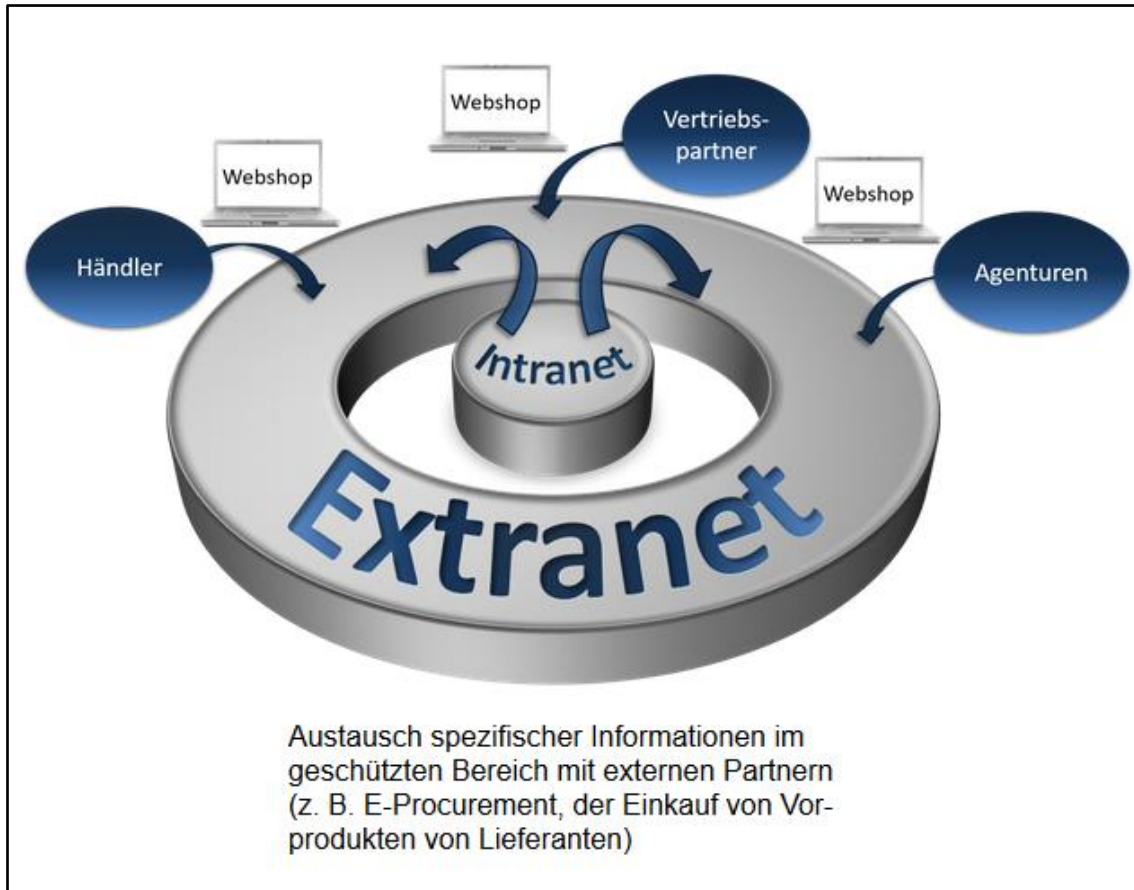 Webshop
Vertriebs-
partner
Webshop
Webshop
Händler
Agenturen
Intranet
Extranet
Austausch spezifischer Informationen im
geschützten Bereich mit externen Partnern
(z. B. E-Procurement, der Einkauf von Vor-
produkten von Lieferanten)